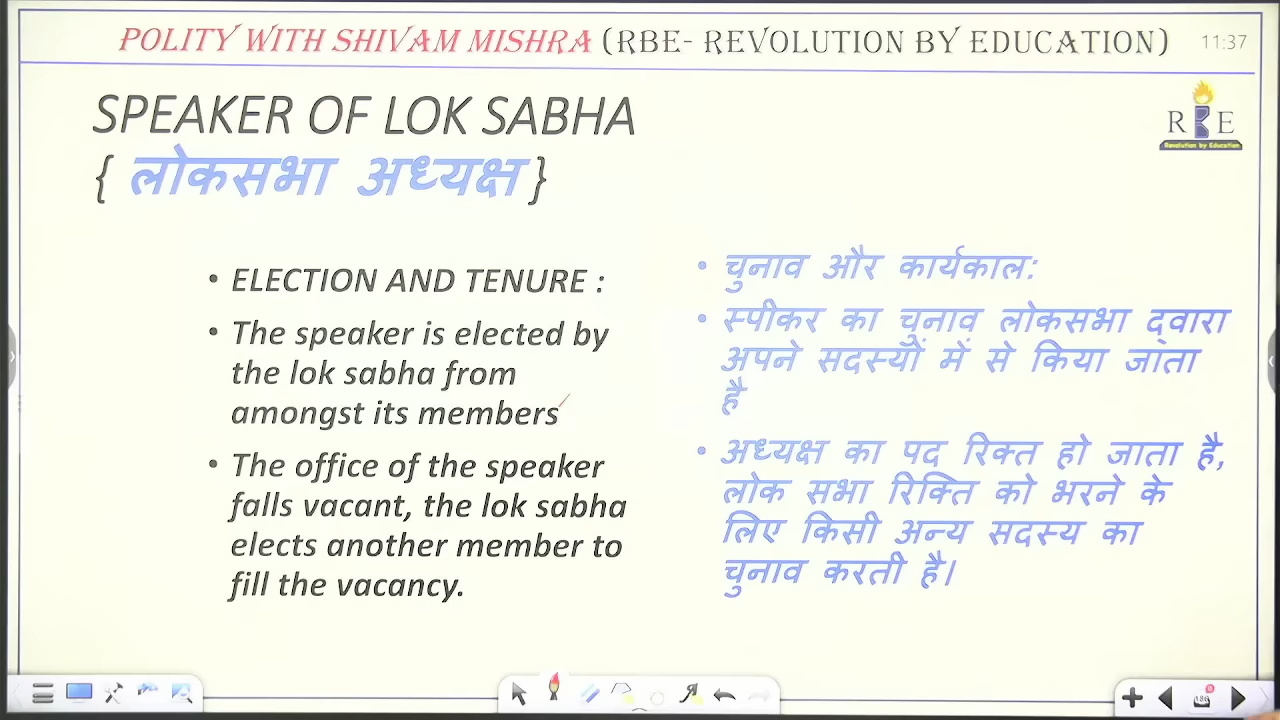 POLITY WITH SHIVAM MISHRA (RBE- REVOLUTION BY EDUCATION)
11:37
SPEAKER OF LOK SABHA
{ लोकसभा अध्यक्ष }
R E
Revolution by Education
• ELECTION AND TENURE :
• The speaker is elected by
the lok sabha from
amongst its members
• The office of the speaker
falls vacant, the lok sabha
elects another member to
fill the vacancy.
• चुनाव और कार्यकाल:
• स्पीकर का चुनाव लोकसभा द्वारा
अपने सदस्यों में से किया जाता
है
• अध्यक्ष का पद रिक्त हो जाता है,
लोक सभा रिक्ति को भरने के
लिए किसी अन्य सदस्य का
चुनाव करती है।